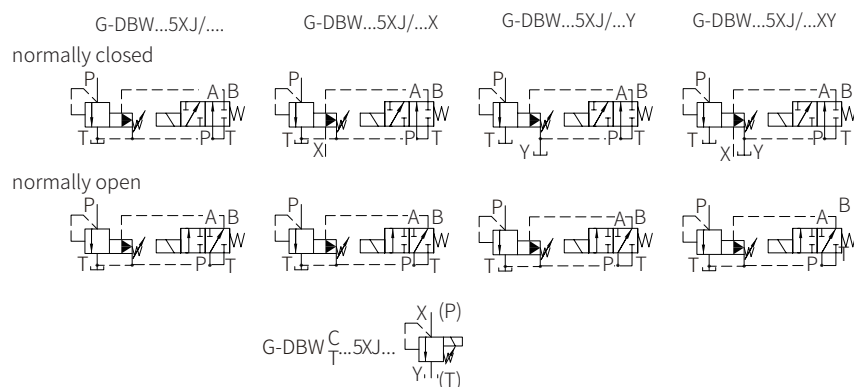 G-DBW...5XJ/.... G-DBW...5XJ/...X G-DBW...5XJ/...Y G-DBW...5XJ/...XY
normally closed
P A B P A B P A B P A B
T P T T P T T P T T P T
X Y X Y
normally open
P A B P A B P A B P A B
T P T T P T T P T T P T
X (P)
G-DBW C/T...5XJ...
Y (T)